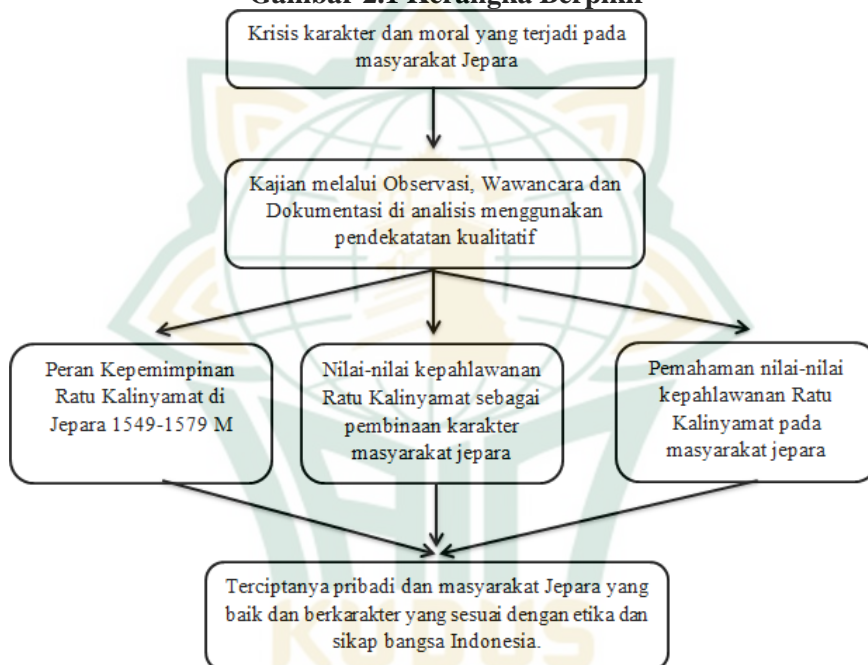 Gambar 2.1 Kerangka Berpikir
Krisis karakter dan moral yang terjadi pada
masyarakat Jepara
Kajian melalui Observasi, Wawancara dan
Dokumentasi di analisis menggunakan
pendekatatan kualitatif
Peran Kepemimpinan
Ratu Kalinyamat di
Jepara 1549-1579 M
Nilai-nilai kepahlawanan
Ratu Kalinyamat sebagai
pembinaan karakter
masyarakat jepara
Pemahaman nilai-nilai
kepahlawanan Ratu
Kalinyamat pada
masyarakat jepara
Terciptanya pribadi dan masyarakat Jepara yang
baik dan berkarakter yang sesuai dengan etika dan
sikap bangsa Indonesia.
KUDUS